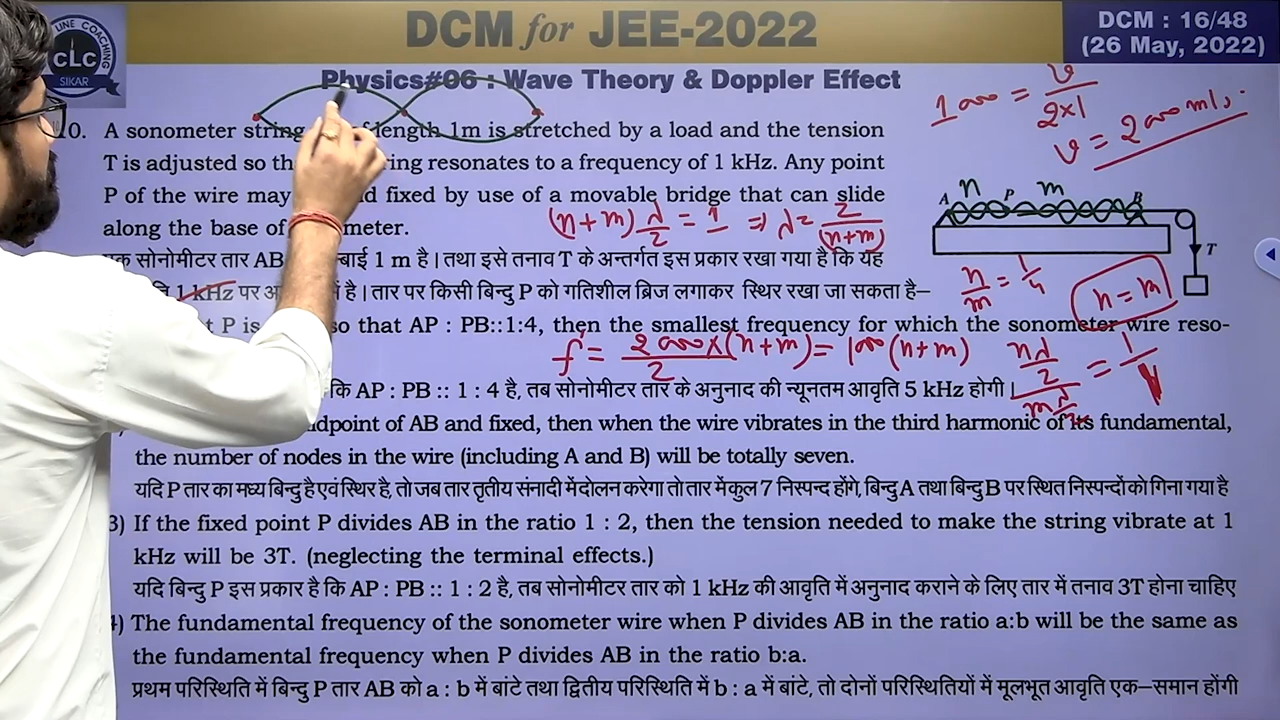 DCM for JEE-2022
DCM : 16/48
(26 May, 2022)
LINE COACHING
CLC
SIKAR
Physics#06 : Wave Theory & Doppler Effect
1000 = v/2×1
v = 2000 m/s.
10. A sonometer string of length 1m is stretched by a load and the tension
T is adjusted so ing resonates to a frequency of 1 kHz. Any point
P of the wire may d fixed by use of a movable bridge that can slide
along the base of meter.
(n+m) λ/2 = 1 ⇒ λ = 2/(n+m)
A n P m B
T
सोनोमीटर तार AB 1 m है। तथा इसे तनाव T के अन्तर्गत इस प्रकार रखा गया है कि यह
1 kHz पर है। तार पर किसी बिन्दु P को गतिशील ब्रिज लगाकर स्थिर रखा जा सकता है–
n/m = 1/4
n = m
t P is so that AP : PB::1:4, then the smallest frequency for which the sonometer wire reso-
f = 2000×(n+m)/2 = 1000(n+m)
कि AP : PB :: 1 : 4 है, तब सोनोमीटर तार के अनुनाद की न्यूनतम आवृति 5 kHz होगी।
dpoint of AB and fixed, then when the wire vibrates in the third harmonic of its fundamental,
the number of nodes in the wire (including A and B) will be totally seven.
यदि P तार का मध्य बिन्दु है एवं स्थिर है, तो जब तार तृतीय संनादी में दोलन करेगा तो तार में कुल 7 निस्पन्द होंगे, बिन्दु A तथा बिन्दु B पर स्थित निस्पन्दों को गिना गया है
3) If the fixed point P divides AB in the ratio 1 : 2, then the tension needed to make the string vibrate at 1
kHz will be 3T. (neglecting the terminal effects.)
यदि बिन्दु P इस प्रकार है कि AP : PB :: 1 : 2 है, तब सोनोमीटर तार को 1 kHz की आवृति में अनुनाद कराने के लिए तार में तनाव 3T होना चाहिए
4) The fundamental frequency of the sonometer wire when P divides AB in the ratio a:b will be the same as
the fundamental frequency when P divides AB in the ratio b:a.
प्रथम परिस्थिति में बिन्दु P तार AB को a : b में बांटे तथा द्वितीय परिस्थिति में b : a में बांटे, तो दोनों परिस्थितियों में मूलभूत आवृति एक–समान होंगी